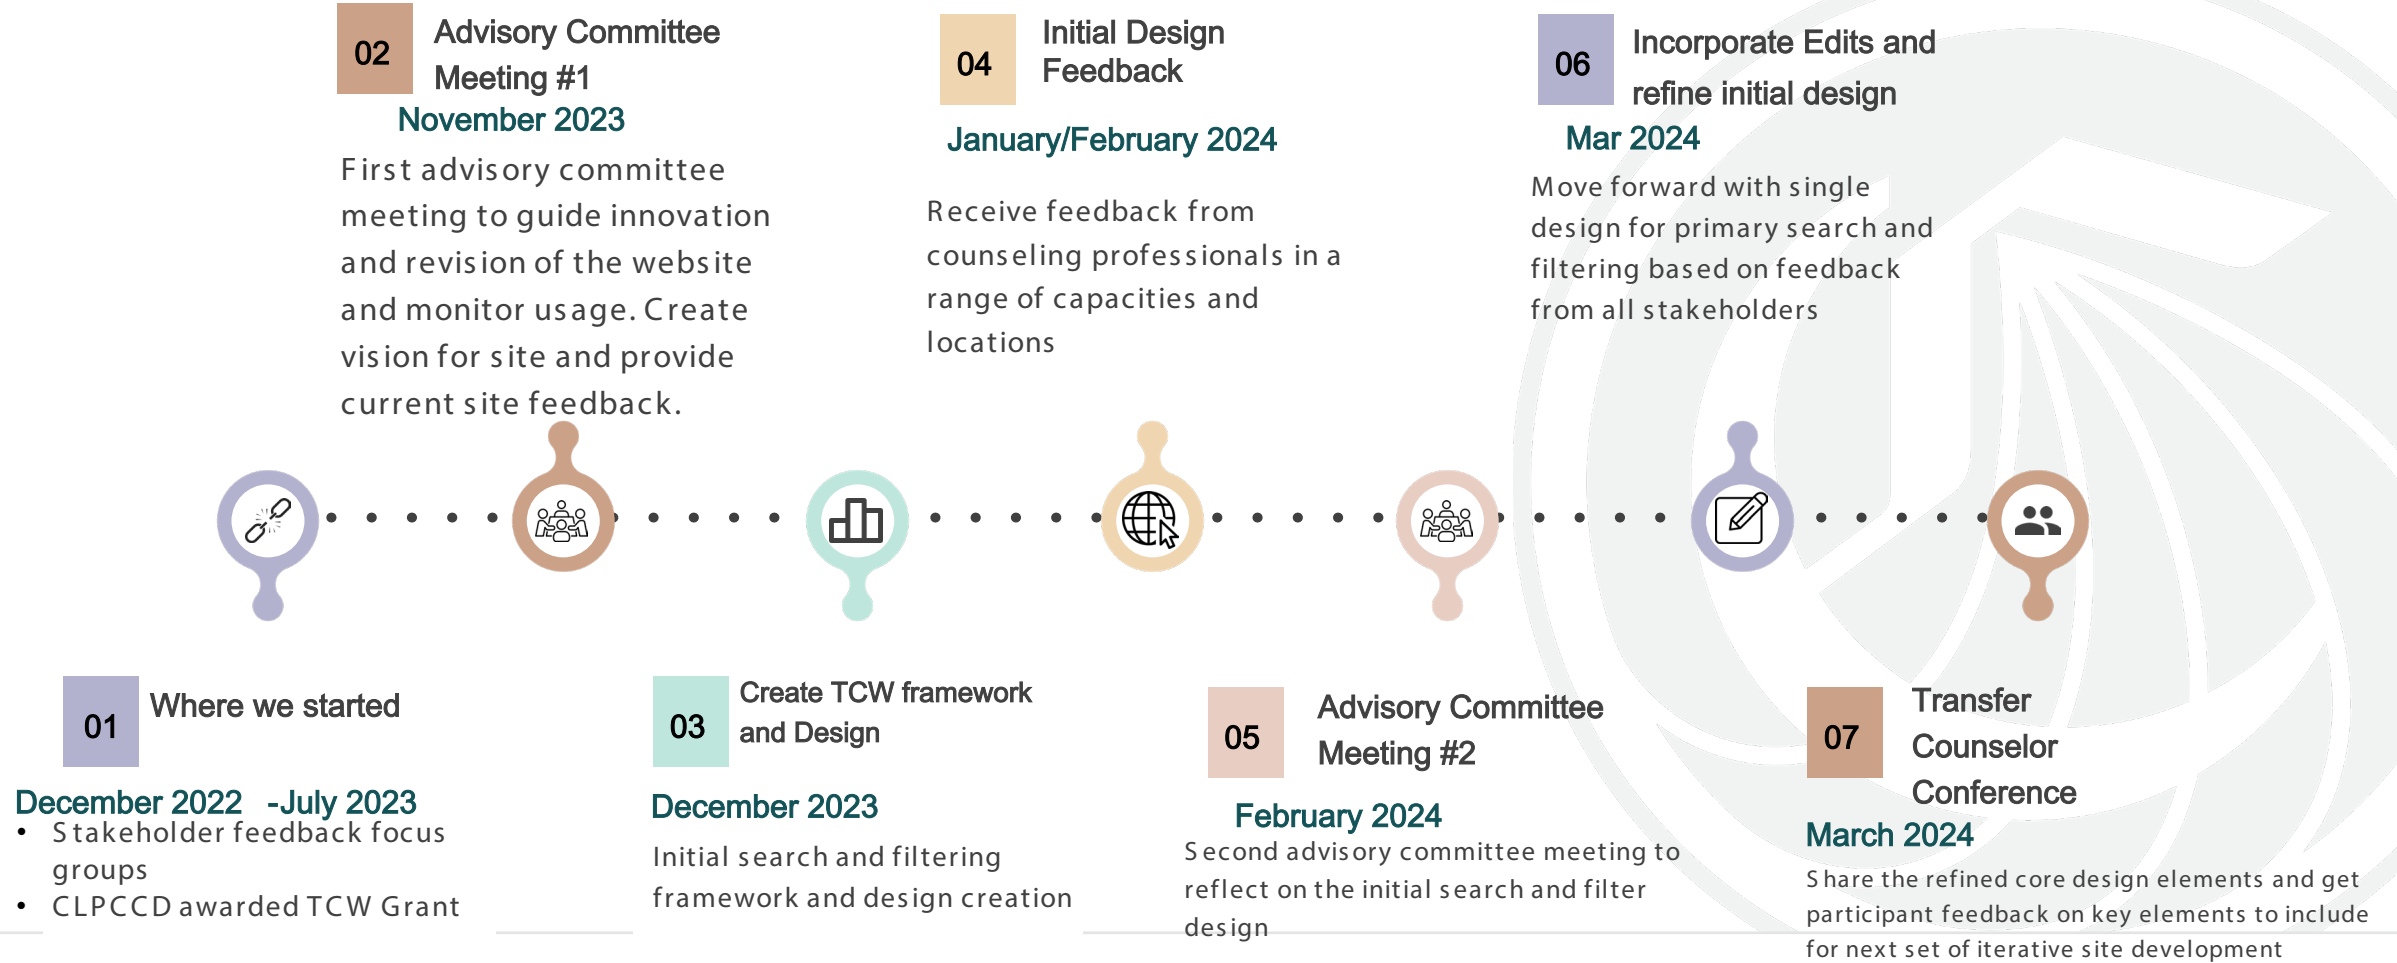 02
Advisory Committee
Meeting #1
November 2023
First advisory committee
meeting to guide innovation
and revision of the website
and monitor usage. Create
vision for site and provide
current site feedback.
04
Initial Design
Feedback
January/February 2024
Receive feedback from
counseling professionals in a
range of capacities and
locations
06
Incorporate Edits and
refine initial design
Mar 2024
Move forward with single
design for primary search and
filtering based on feedback
from all stakeholders
01
Where we started
December 2022 -July 2023
• Stakeholder feedback focus
groups
• CLPCCD awarded TCW Grant
03
Create TCW framework
and Design
December 2023
Initial search and filtering
framework and design creation
05
Advisory Committee
Meeting #2
February 2024
Second advisory committee meeting to
reflect on the initial search and filter
design
07
Transfer
Counselor
Conference
March 2024
Share the refined core design elements and get
participant feedback on key elements to include
for next set of iterative site development